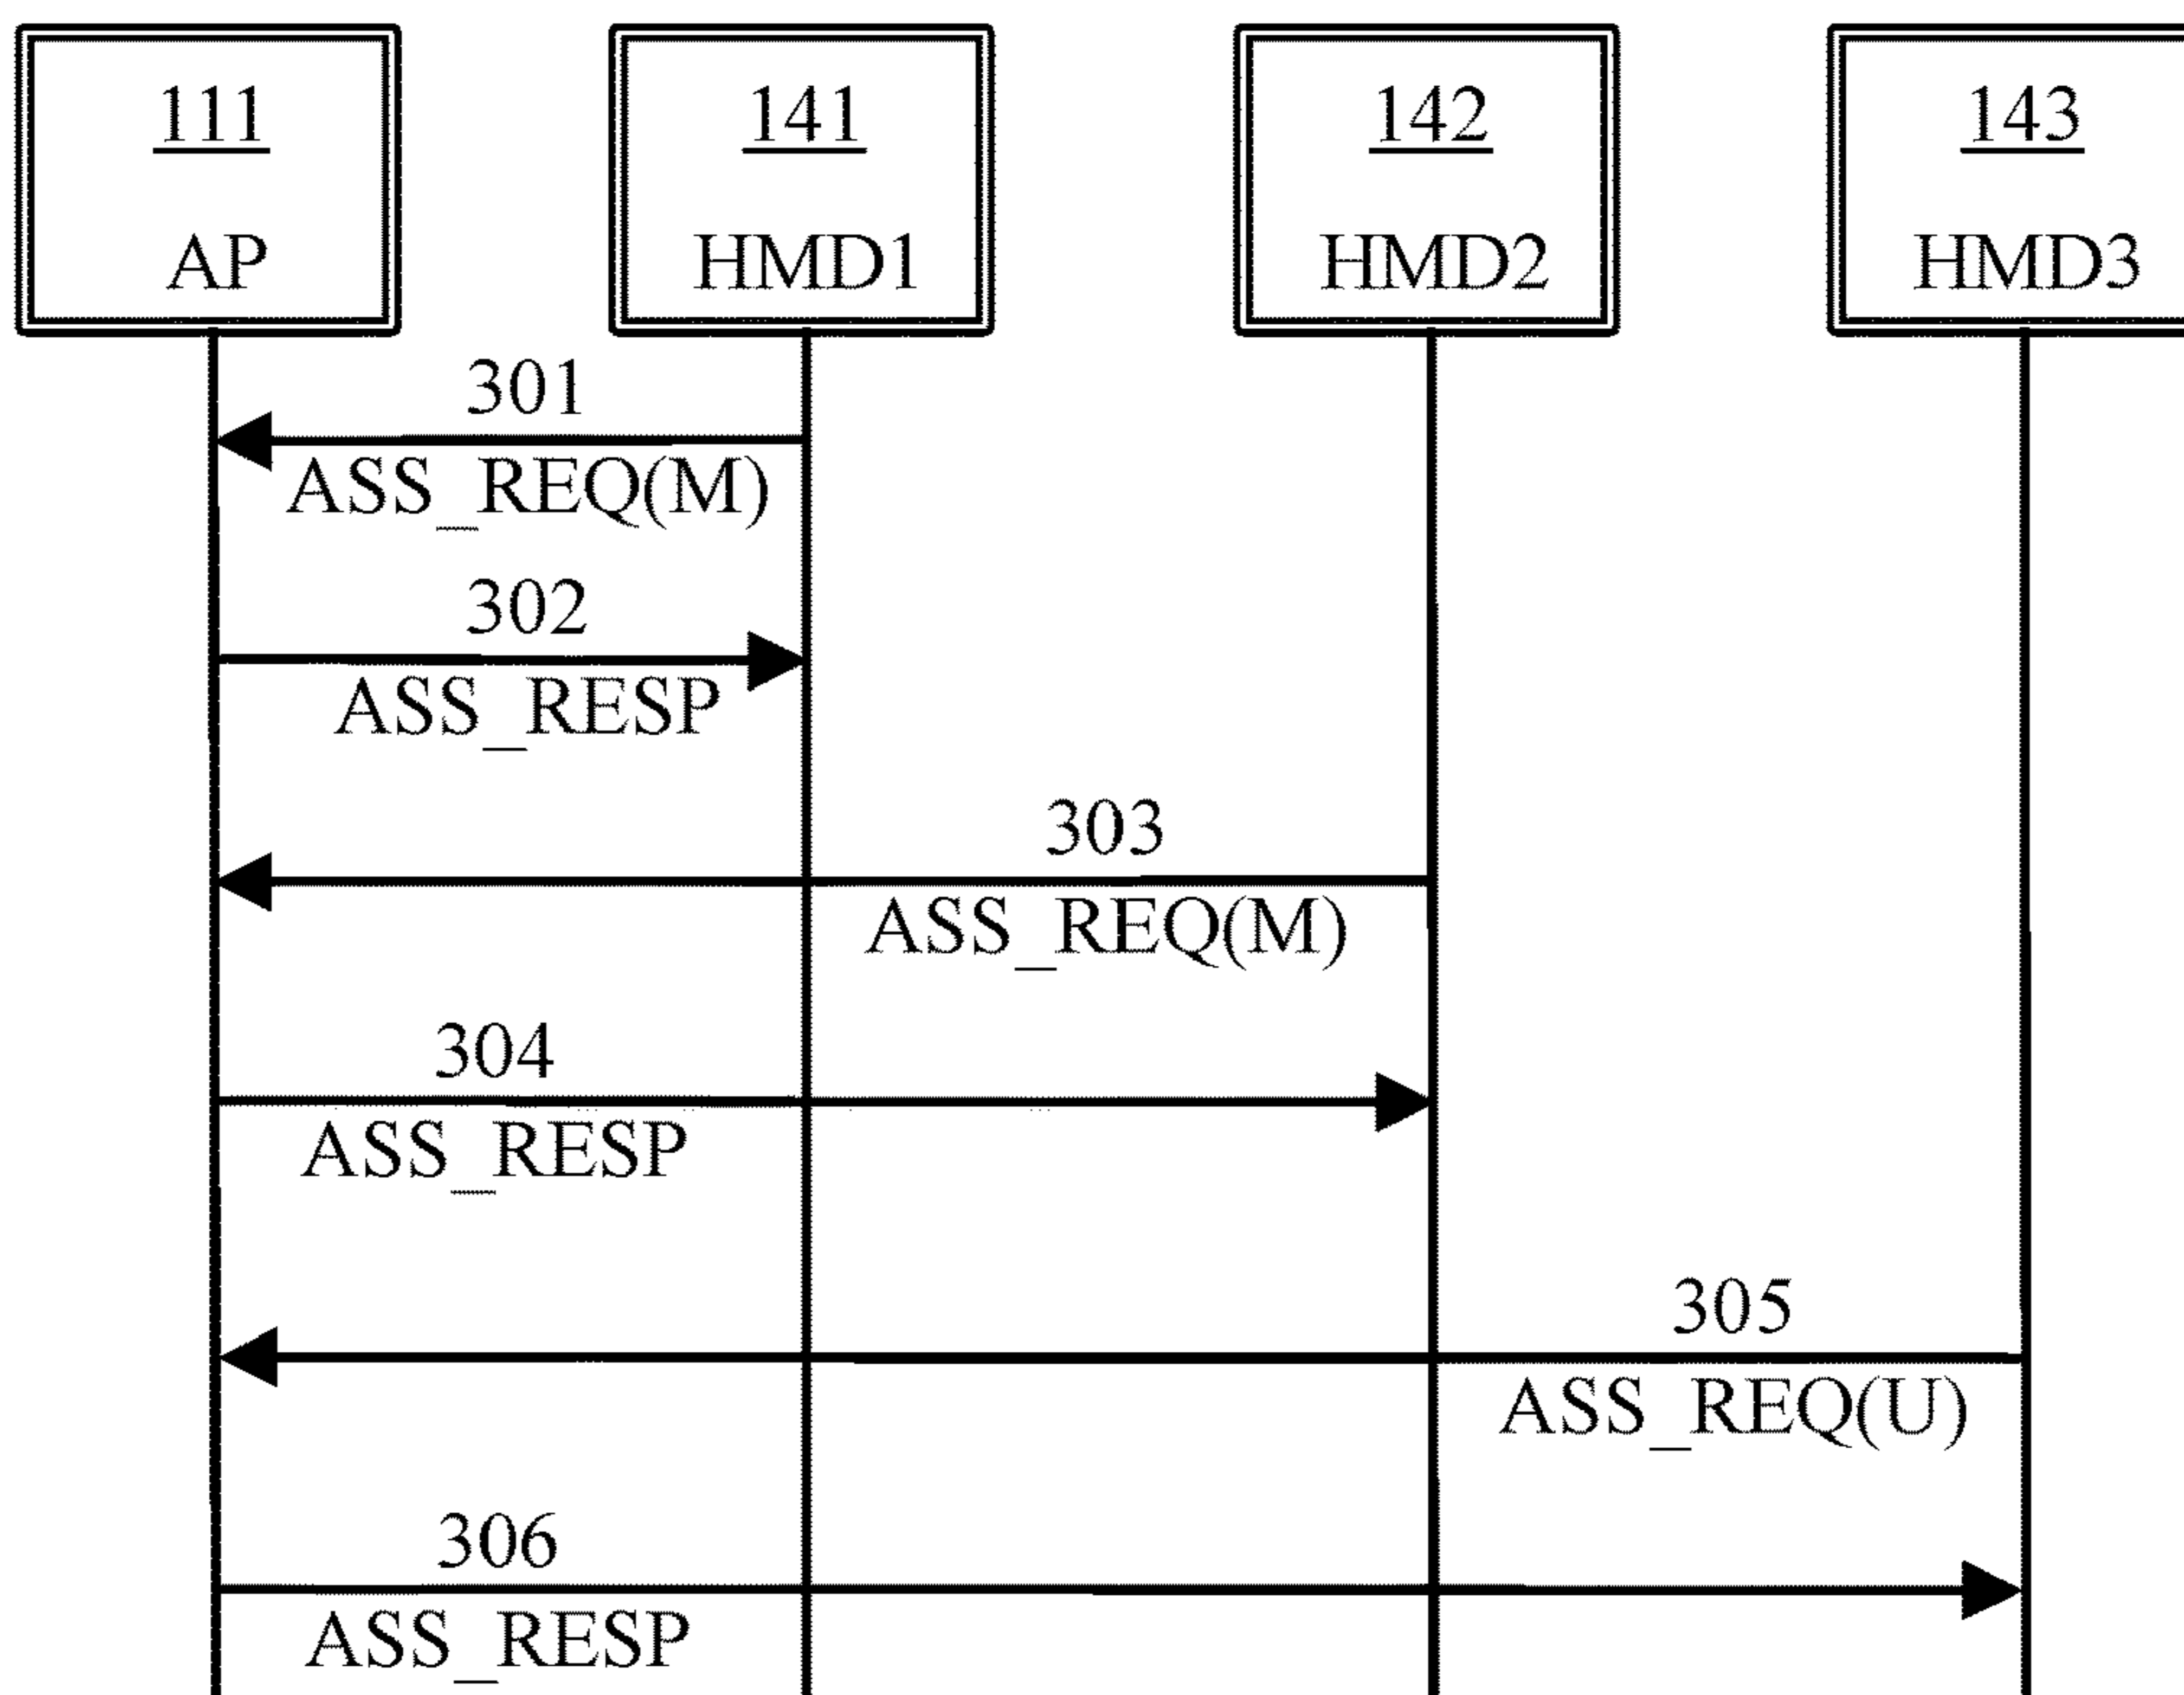 111
AP
141
HMD1
142
HMD2
143
HMD3
301
ASS_REQ(M)
302
ASS_RESP
303
ASS_REQ(M)
304
ASS_RESP
305
ASS_REQ(U)
306
ASS_RESP